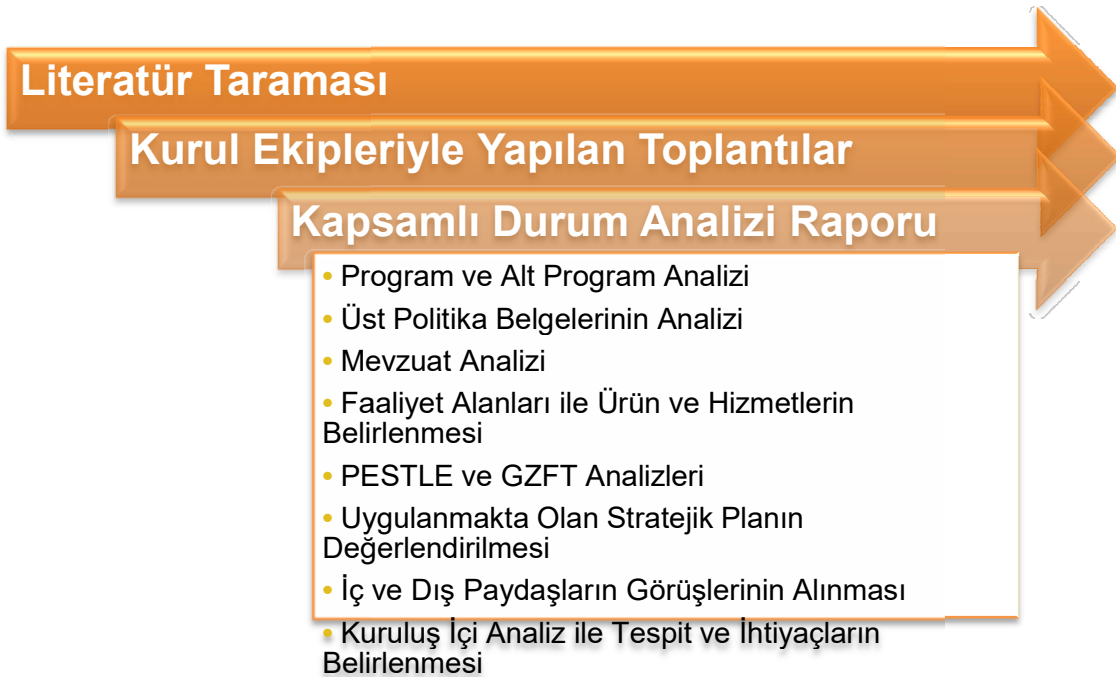 Literatür Taraması
Kurul Ekipleriyle Yapılan Toplantılar
Kapsamlı Durum Analizi Raporu
• Program ve Alt Program Analizi
• Üst Politika Belgelerinin Analizi
• Mevzuat Analizi
• Faaliyet Alanları ile Ürün ve Hizmetlerin
Belirlenmesi
• PESTLE ve GZFT Analizleri
• Uygulanmakta Olan Stratejik Planın
Değerlendirilmesi
• İç ve Dış Paydaşların Görüşlerinin Alınması
• Kuruluş İçi Analiz ile Tespit ve İhtiyaçların
Belirlenmesi